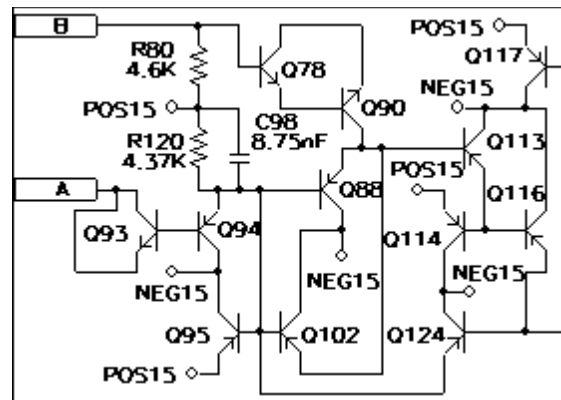 B
R80
4.6K
POS15
R120
4.37K
C98
8.75nF
A
Q78
Q90
POS15
Q117
NEG15
Q113
POS15
Q116
Q88
Q93
Q94
Q114
NEG15
NEG15
NEG15
Q95
Q102
Q124
POS15